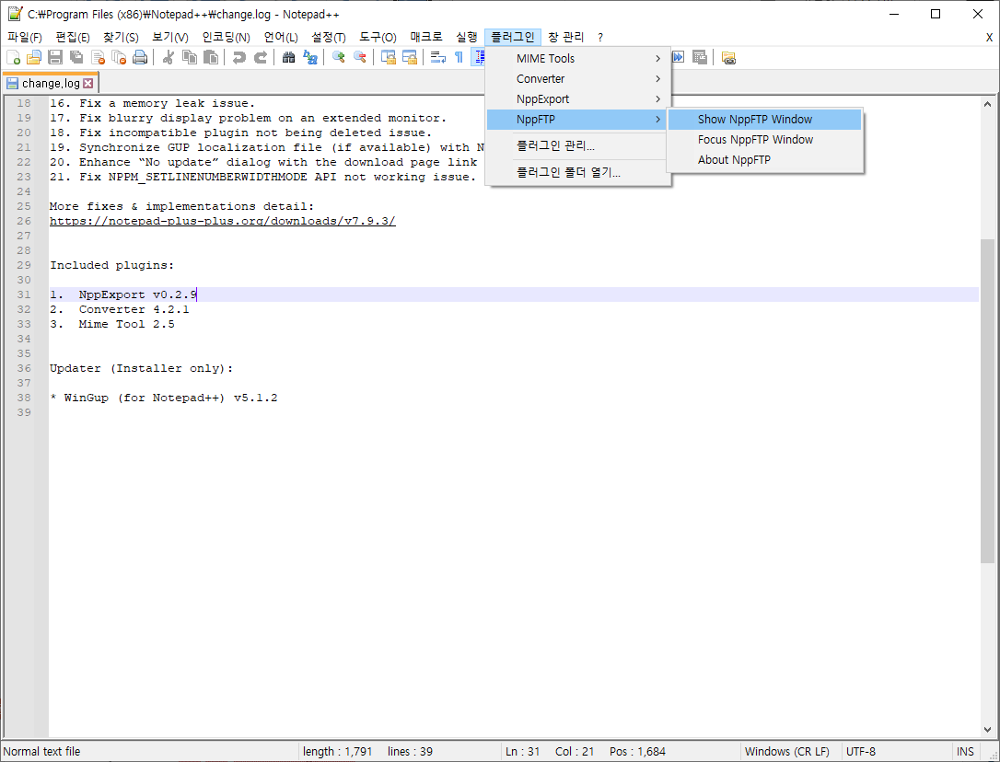 C:₩Program Files (x86)₩Notepad++₩change.log - Notepad++
파일(F) 편집(E) 찾기(S) 보기(V) 인코딩(N) 언어(L) 설정(T) 도구(O) 매크로 실행 플러그인 창 관리 ? X
change.log
MIME Tools
Converter
NppExport
NppFTP
플러그인 관리...
플러그인 폴더 열기...
Show NppFTP Window
Focus NppFTP Window
About NppFTP
18 16. Fix a memory leak issue.
19 17. Fix blurry display problem on an extended monitor.
20 18. Fix incompatible plugin not being deleted issue.
21 19. Synchronize GUP localization file (if available) with N
22 20. Enhance “No update” dialog with the download page link
23 21. Fix NPPM_SETLINENUMBERWIDTHMODE API not working issue.
24
25 More fixes & implementations detail:
26 https://notepad-plus-plus.org/downloads/v7.9.3/
27
28
29 Included plugins:
30
31 1. NppExport v0.2.9
32 2. Converter 4.2.1
33 3. Mime Tool 2.5
34
35
36 Updater (Installer only):
37
38 * WinGup (for Notepad++) v5.1.2
39
Normal text file length : 1,791 lines : 39 Ln : 31 Col : 21 Pos : 1,684 Windows (CR LF) UTF-8 INS